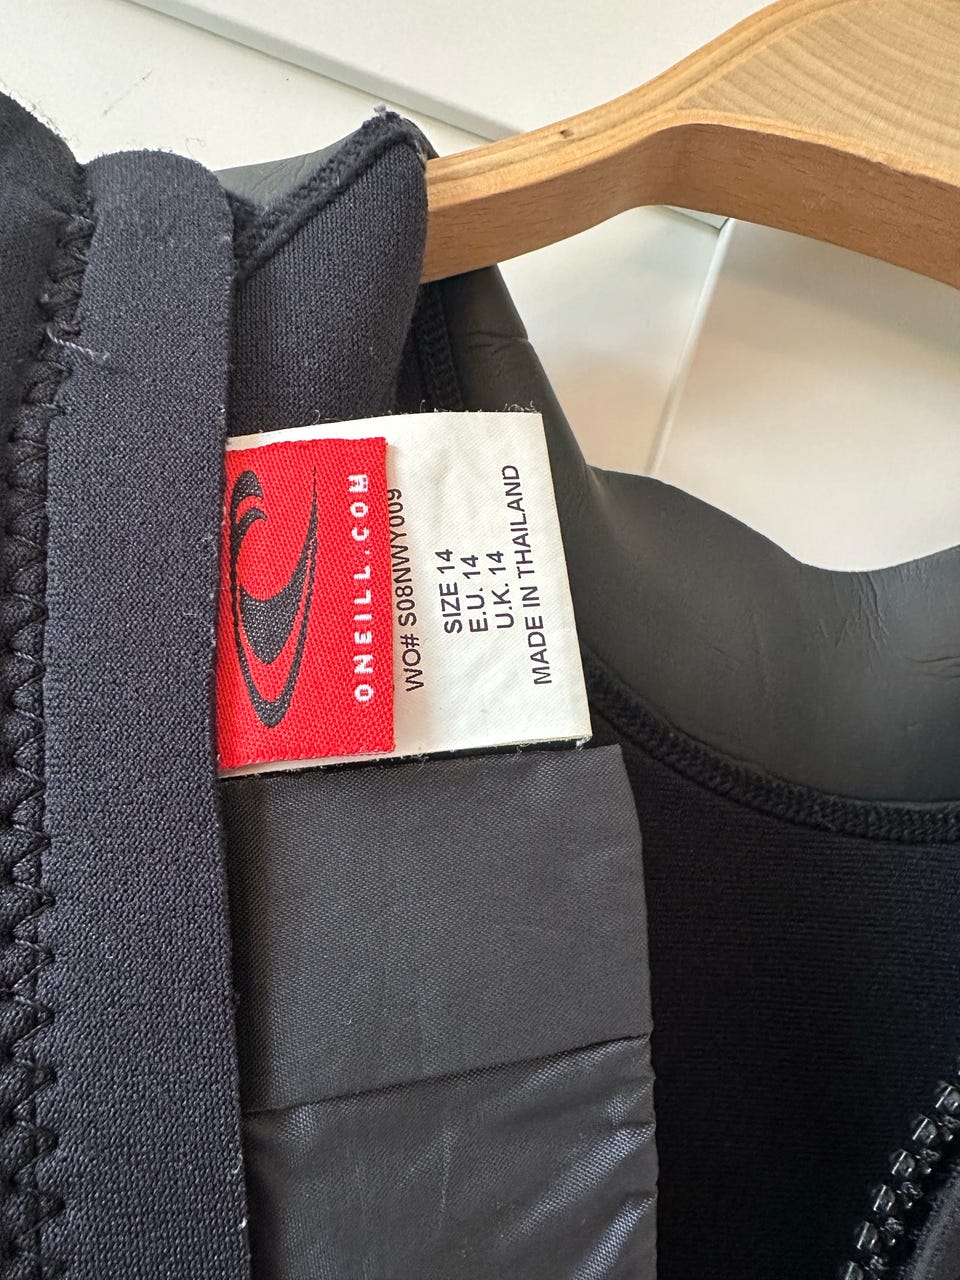 ONEILL.COM
WO# S08NWY009
SIZE 14
E.U. 14
U.K. 14
MADE IN THAILAND